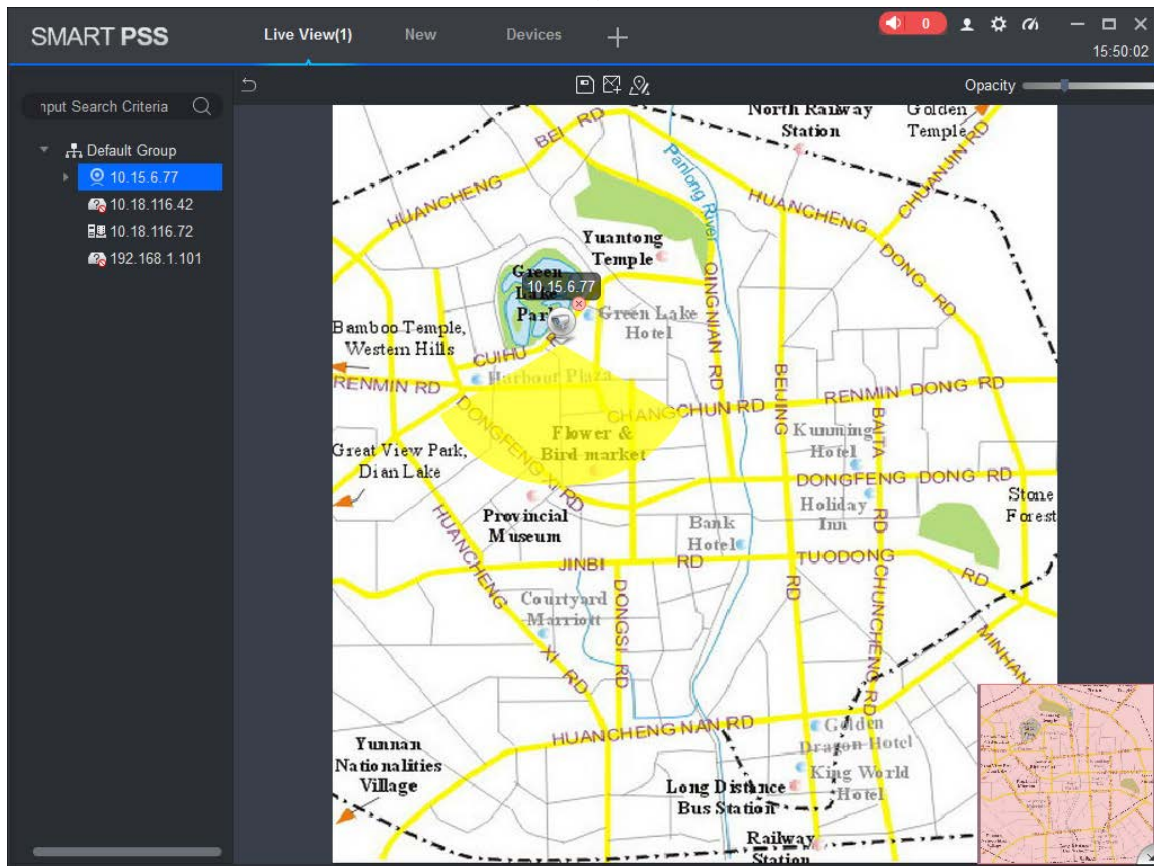 SMART PSS
Live View(1)
New
Devices
0
15:50:02
nput Search Criteria
Opacity
Default Group
10.15.6.77
10.18.116.42
10.18.116.72
192.168.1.101
North Railway
Station
Golden
Temple
BEI RD
HUANCHENG
Panlong River
CHUANJIN RD
HUANCHENG DONG RD
Yuantong
Temple
Green
Lake
Park
10.15.6.77
Green Lake
Hotel
QINGNIAN RD
Bamboo Temple,
Western Hills
CUIHU
Harbour Plaza
RENMIN RD
BEIJING RD
RENMIN DONG RD
CHANGCHUN RD
DONGFENG XI RD
Flower &
Bird market
Kunming
Hotel
BAITA RD
Great View Park,
Dian Lake
DONGFENG DONG RD
Holiday
Inn
Stone
Forest
Provincial
Museum
HUANCHENG XI RD
Bank
Hotel
JINBI RD
TUODONG RD
Courtyard
Marriott
DONGSI RD
CHUNCHENG RD
MINHAN
HUANCHENG NAN RD
Golden
Dragon Hotel
Yunnan
Nationalities
Village
King World
Hotel
Long Distance
Bus Station
Railway
Station